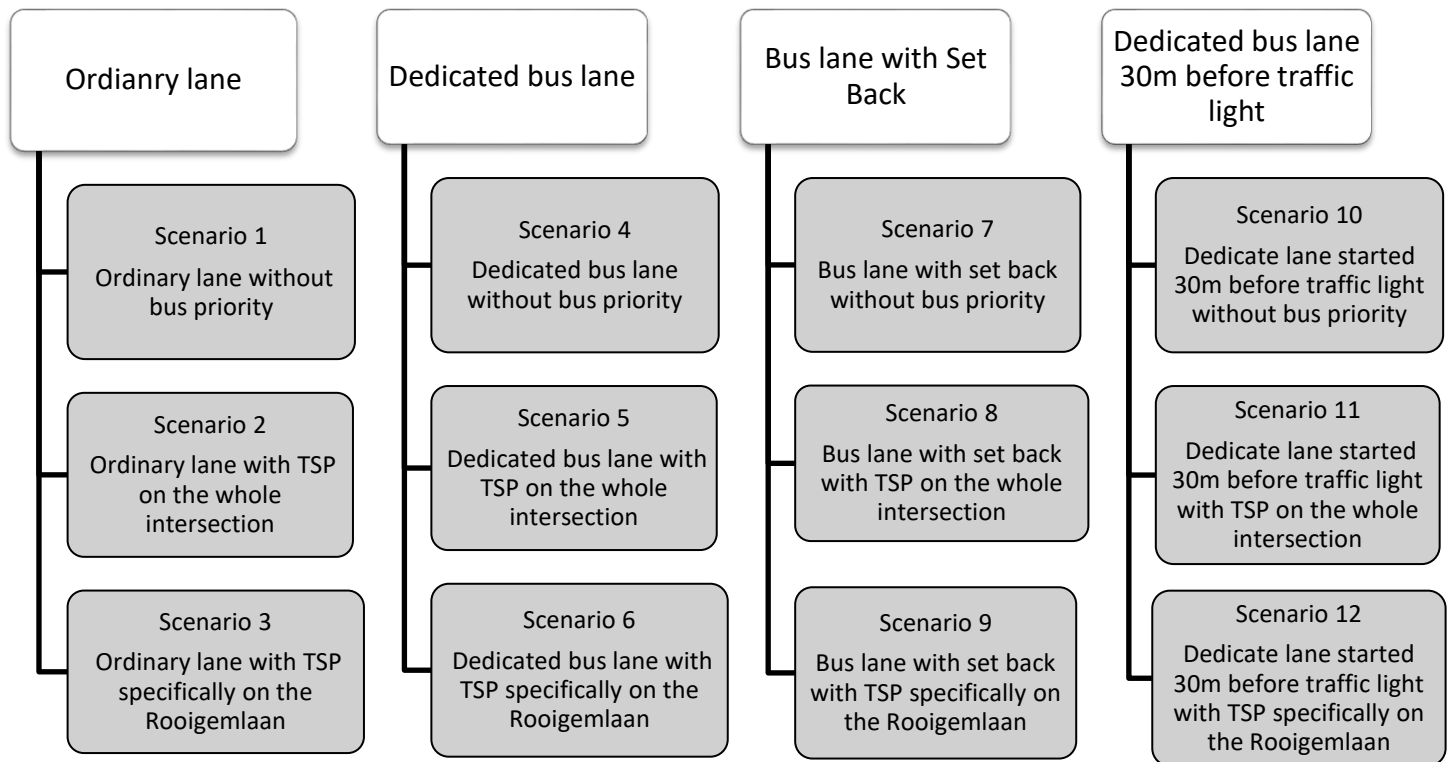 Ordianry lane
Scenario 1
Ordinary lane without
bus priority
Scenario 2
Ordinary lane with TSP
on the whole
intersection
Scenario 3
Ordinary lane with TSP
specifically on the
Rooigemlaan
Dedicated bus lane
Scenario 4
Dedicated bus lane
without bus priority
Scenario 5
Dedicated bus lane with
TSP on the whole
intersection
Scenario 6
Dedicated bus lane with
TSP specifically on the
Rooigemlaan
Bus lane with Set
Back
Scenario 7
Bus lane with set back
without bus priority
Scenario 8
Bus lane with set back
with TSP on the whole
intersection
Scenario 9
Bus lane with set back
with TSP specifically on
the Rooigemlaan
Dedicated bus lane
30m before traffic
light
Scenario 10
Dedicate lane started
30m before traffic light
without bus priority
Scenario 11
Dedicate lane started
30m before traffic light
with TSP on the whole
intersection
Scenario 12
Dedicate lane started
30m before traffic light
with TSP specifically on
the Rooigemlaan